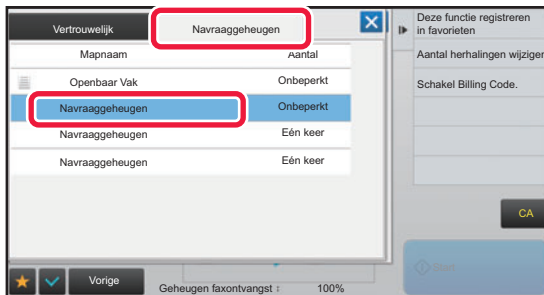 Vertrouwelijk
Navraaggeheugen
Mapnaam
Aantal
Openbaar Vak
Onbeperkt
Navraaggeheugen
Onbeperkt
Navraaggeheugen
Eén keer
Navraaggeheugen
Eén keer
Vorige
Geheugen faxontvangst :
100%
Deze functie registreren
in favorieten
Aantal herhalingen wijziger
Schakel Billing Code.
CA
Start